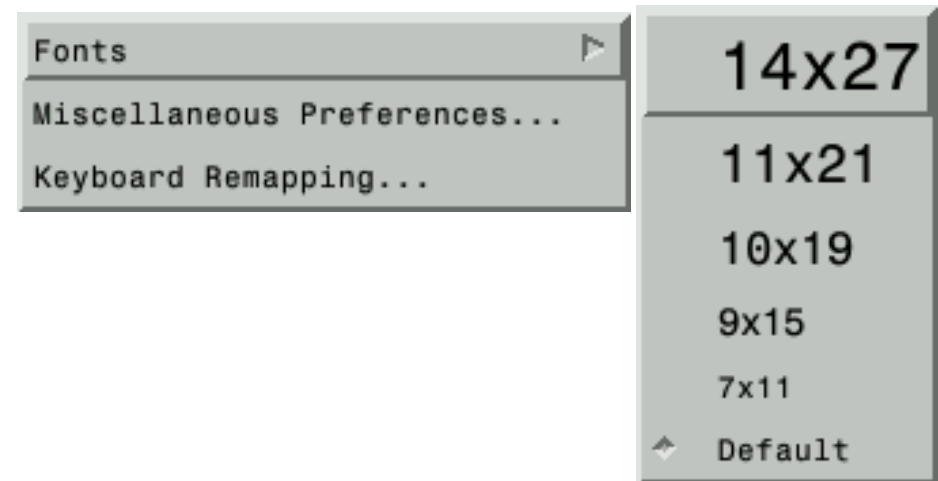 Fonts
Miscellaneous Preferences...
Keyboard Remapping...
14x27
11x21
10x19
9x15
7x11
Default